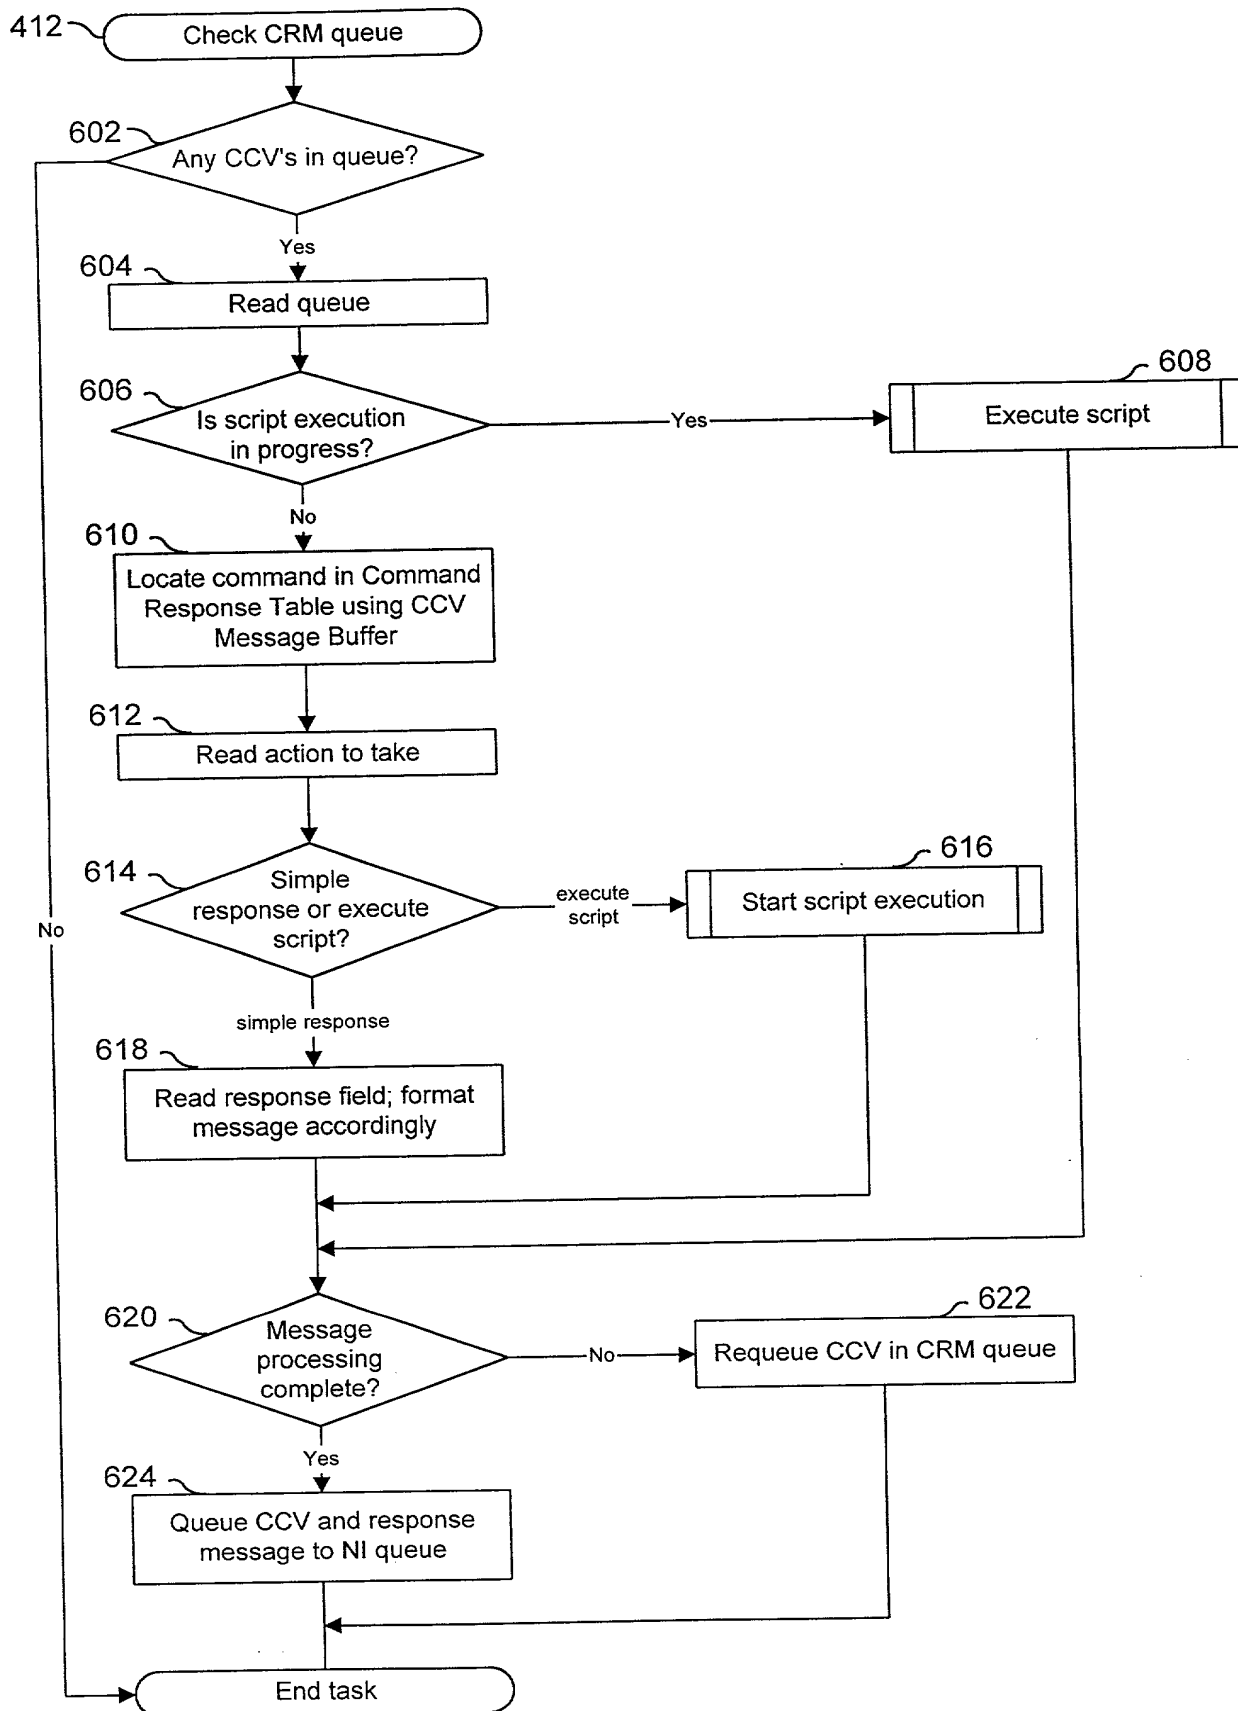 412
Check CRM queue
602
Any CCV's in queue?
Yes
604
Read queue
606
Is script execution
in progress?
Yes
608
Execute script
No
610
Locate command in Command
Response Table using CCV
Message Buffer
612
Read action to take
614
Simple
response or execute
script?
execute
script
616
Start script execution
No
simple response
618
Read response field; format
message accordingly
620
Message
processing
complete?
No
622
Requeue CCV in CRM queue
Yes
624
Queue CCV and response
message to NI queue
End task